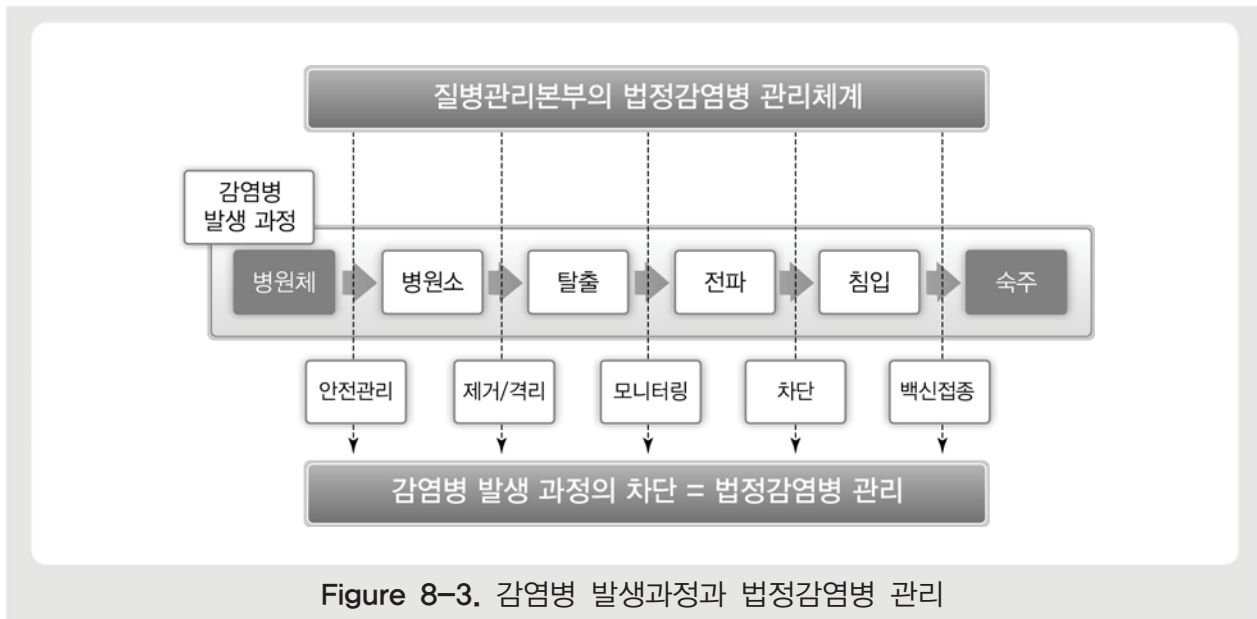 질병관리본부의 법정감염병 관리체계
감염병
발생 과정
병원체
병원소
탈출
전파
침입
숙주
안전관리
제거/격리
모니터링
차단
백신접종
감염병 발생 과정의 차단 = 법정감염병 관리
Figure 8-3. 감염병 발생과정과 법정감염병 관리